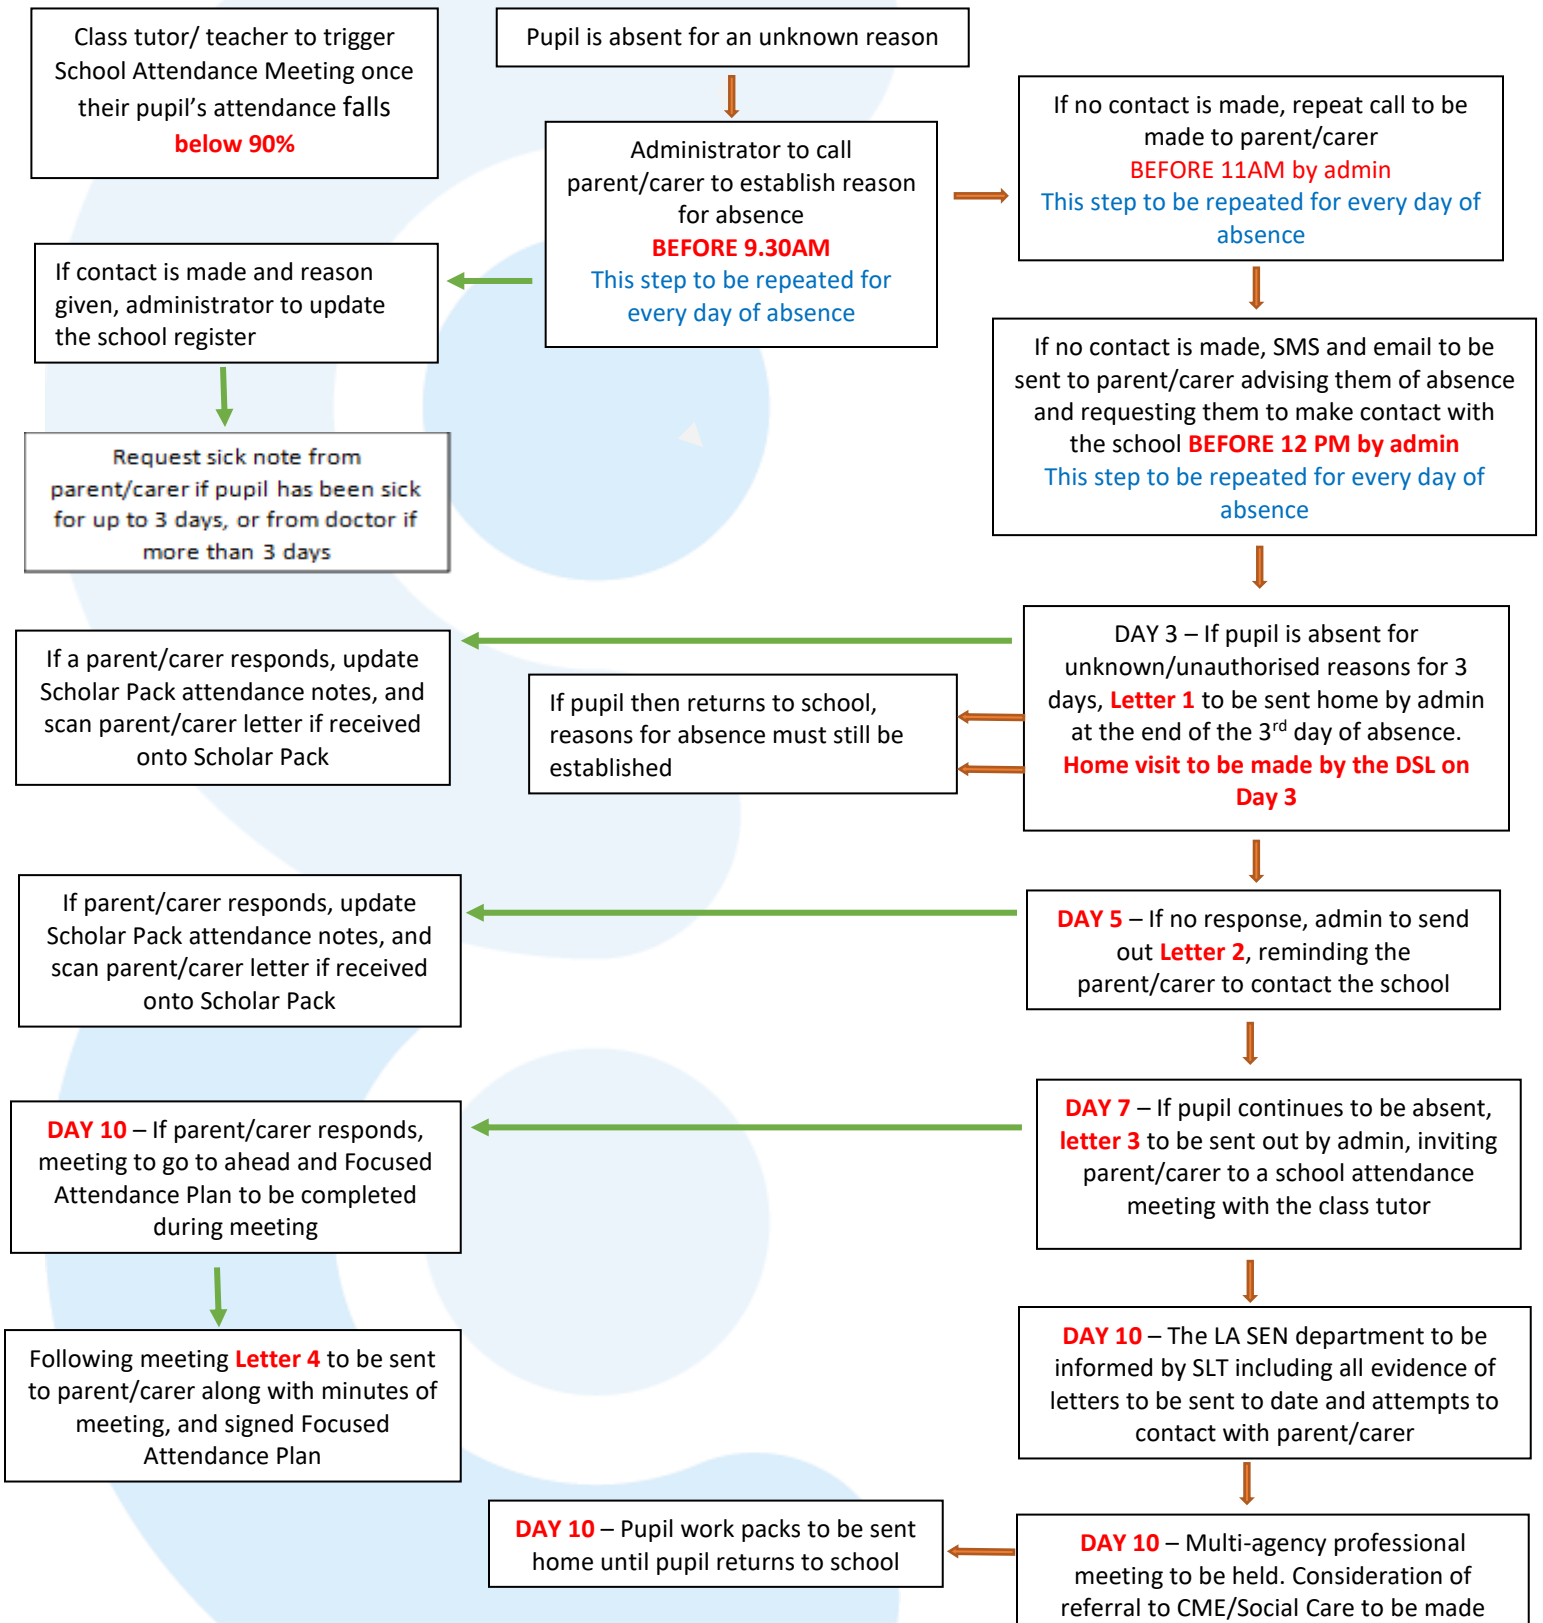 Class tutor/ teacher to trigger
School Attendance Meeting once
their pupil's attendance falls
below 90%
Pupil is absent for an unknown reason
Administrator to call
parent/carer to establish reason
for absence
BEFORE 9.30AM
This step to be repeated for
every day of absence
If no contact is made, repeat call to be
made to parent/carer
BEFORE 11AM by admin
This step to be repeated for every day of
absence
If contact is made and reason
given, administrator to update
the school register
If no contact is made, SMS and email to be
sent to parent/carer advising them of absence
and requesting them to make contact with
the school BEFORE 12 PM by admin
This step to be repeated for every day of
absence
Request sick note from
parent/carer if pupil has been sick
for up to 3 days, or from doctor if
more than 3 days
DAY 3 – If pupil is absent for
unknown/unauthorised reasons for 3
days, Letter 1 to be sent home by admin
at the end of the 3rd day of absence.
Home visit to be made by the DSL on
Day 3
If a parent/carer responds, update
Scholar Pack attendance notes, and
scan parent/carer letter if received
onto Scholar Pack
If pupil then returns to school,
reasons for absence must still be
established
If parent/carer responds, update
Scholar Pack attendance notes, and
scan parent/carer letter if received
onto Scholar Pack
DAY 5 – If no response, admin to send
out Letter 2, reminding the
parent/carer to contact the school
DAY 10 – If parent/carer responds,
meeting to go to ahead and Focused
Attendance Plan to be completed
during meeting
DAY 7 – If pupil continues to be absent,
letter 3 to be sent out by admin, inviting
parent/carer to a school attendance
meeting with the class tutor
Following meeting Letter 4 to be sent
to parent/carer along with minutes of
meeting, and signed Focused
Attendance Plan
DAY 10 – The LA SEN department to be
informed by SLT including all evidence of
letters to be sent to date and attempts to
contact with parent/carer
DAY 10 – Pupil work packs to be sent
home until pupil returns to school
DAY 10 – Multi-agency professional
meeting to be held. Consideration of
referral to CME/Social Care to be made